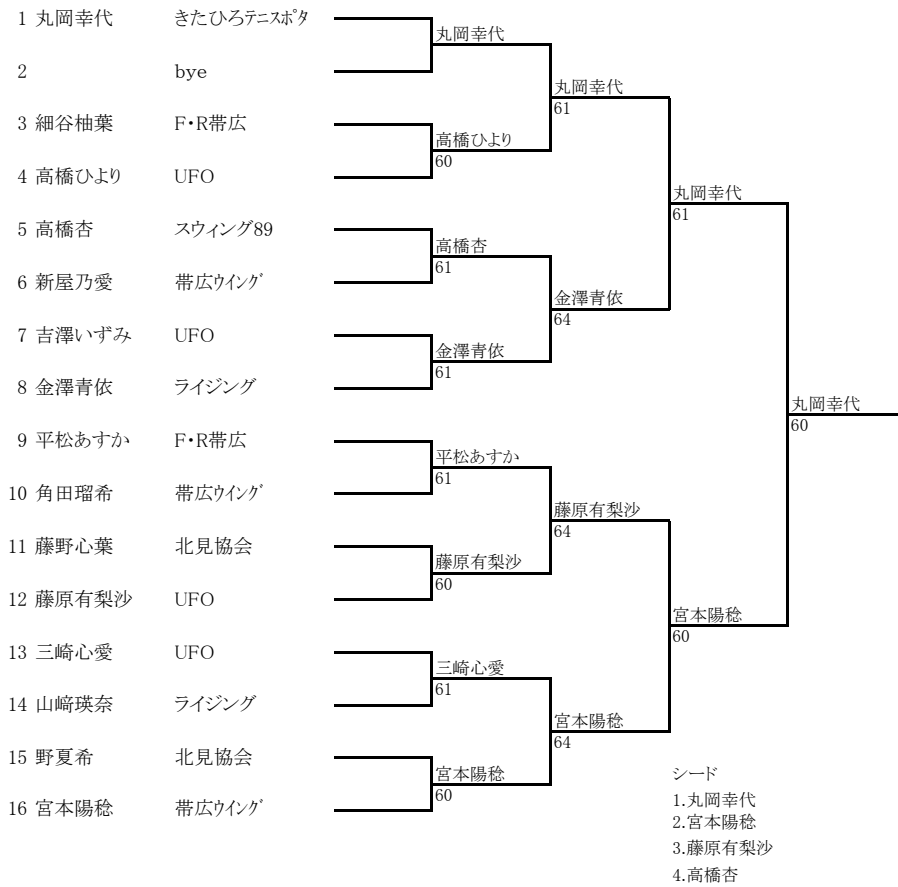 1 丸岡幸代 きたひろテニスポタ
2 bye
3 細谷柚葉 F・R帯広
4 高橋ひより UFO
5 高橋杏 スウィング89
6 新屋乃愛 帯広ウイング
7 吉澤いずみ UFO
8 金澤青依 ライジング
9 平松あすか F・R帯広
10 角田瑠希 帯広ウイング
11 藤野心葉 北見協会
12 藤原有梨沙 UFO
13 三崎心愛 UFO
14 山﨑瑛奈 ライジング
15 野夏希 北見協会
16 宮本陽稔 帯広ウイング
丸岡幸代
高橋ひより
60
高橋杏
61
金澤青依
61
平松あすか
61
藤原有梨沙
60
三崎心愛
61
宮本陽稔
60
丸岡幸代
61
金澤青依
64
藤原有梨沙
64
宮本陽稔
64
丸岡幸代
61
宮本陽稔
60
丸岡幸代
60
シード
1.丸岡幸代
2.宮本陽稔
3.藤原有梨沙
4.高橋杏